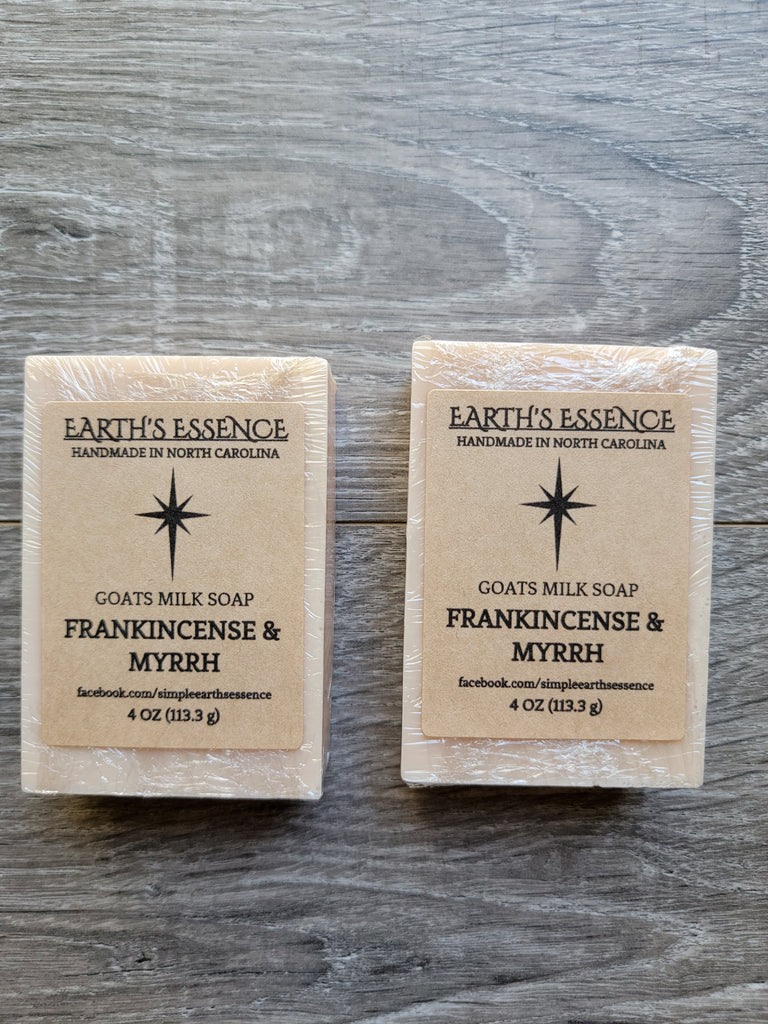 EARTH'S ESSENCE
HANDMADE IN NORTH CAROLINA
GOATS MILK SOAP
FRANKINCENSE &
MYRRH
facebook.com/simpleearthsessence
4 OZ (113.3 g)
EARTH'S ESSENCE
HANDMADE IN NORTH CAROLINA
GOATS MILK SOAP
FRANKINCENSE &
MYRRH
facebook.com/simpleearthsessence
4 OZ (113.3 g)